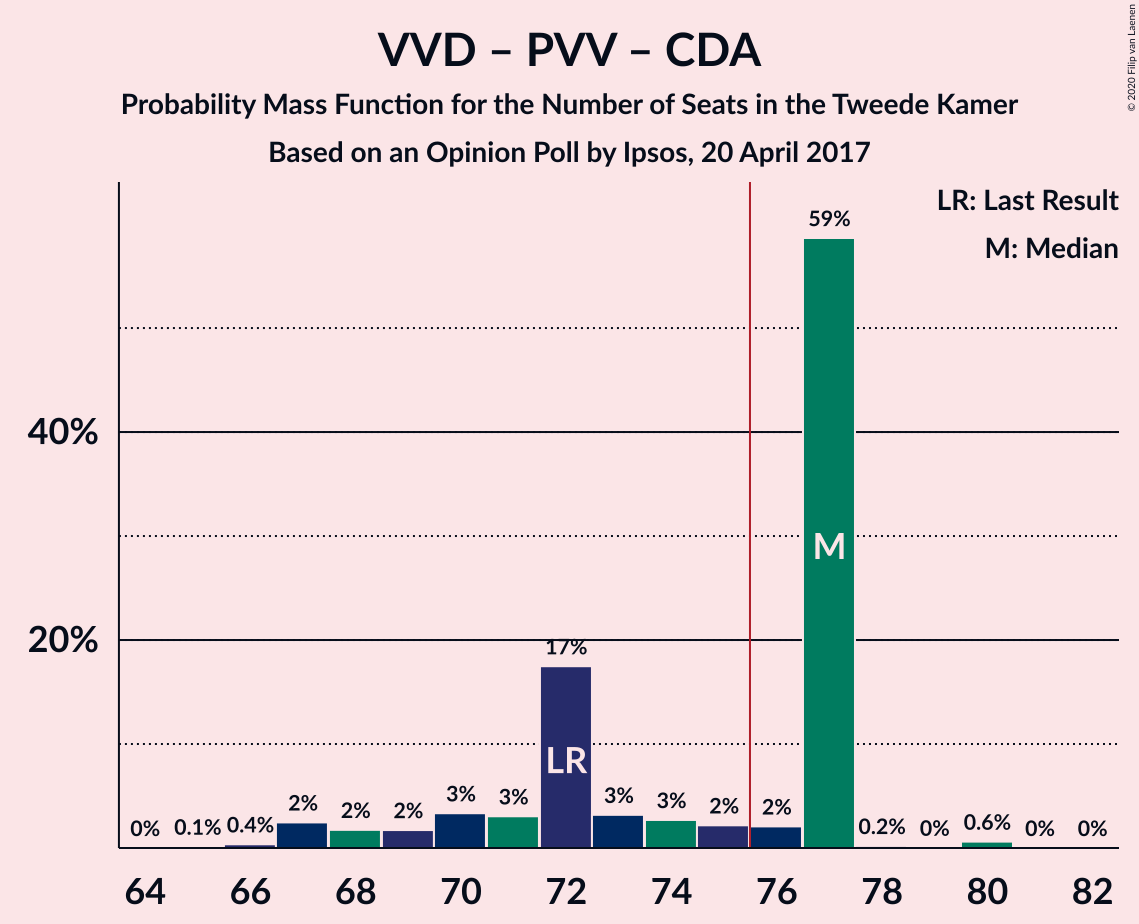 VVD – PVV – CDA
Probability Mass Function for the Number of Seats in the Tweede Kamer
Based on an Opinion Poll by Ipsos, 20 April 2017
© 2020 Filip van Laenen
LR: Last Result
M: Median
59%
40%
20%
17%
M
LR
0% 0.1% 0.4% 2% 2% 2% 3% 3% 3% 3% 2% 2% 0.2% 0% 0.6% 0% 0%
64 66 68 70 72 74 76 78 80 82